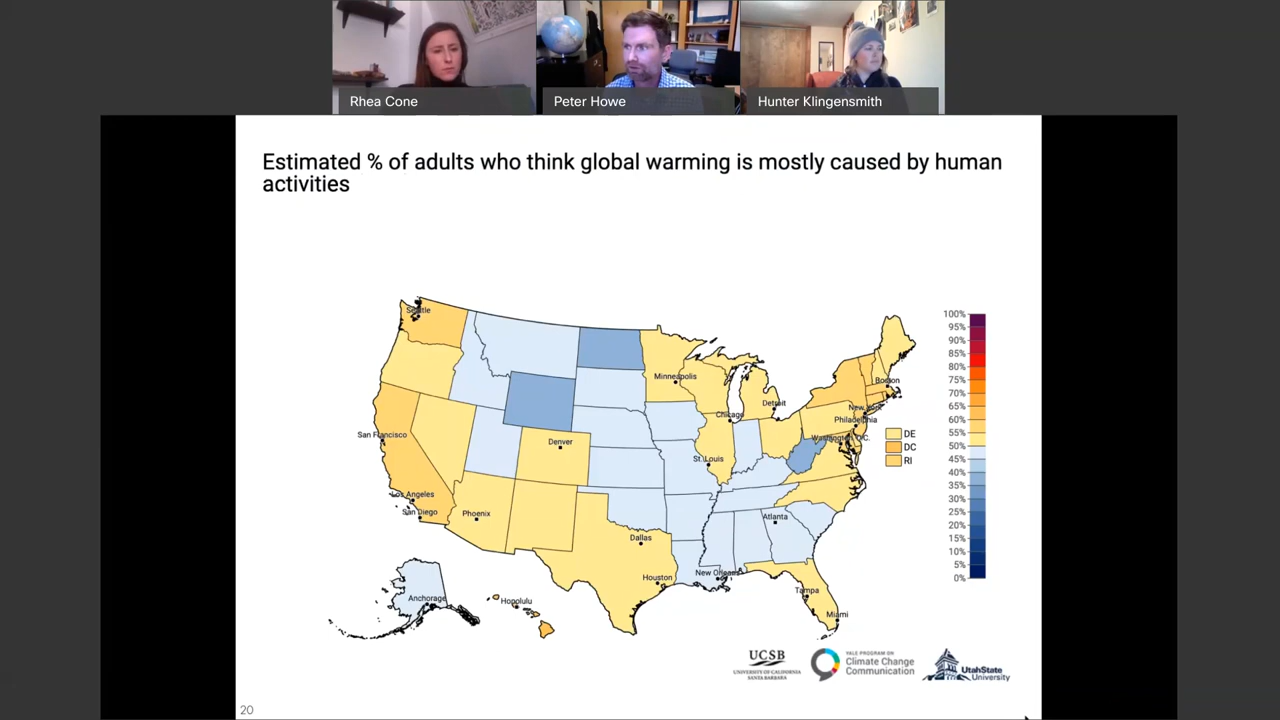 Rhea Cone
Peter Howe
Hunter Klingensmith
Estimated % of adults who think global warming is mostly caused by human
activities
Seattle
Minneapolis
Boston
Detroit
New York
Chicago
Philadelphia
San Francisco
Denver
Washington D.C.
St. Louis
Los Angeles
San Diego
Phoenix
Atlanta
Dallas
New Orleans
Houston
Tampa
Miami
Anchorage
Honolulu
DE
DC
RI
100%
95%
90%
85%
80%
75%
70%
65%
60%
55%
50%
45%
40%
35%
30%
25%
20%
15%
10%
5%
0%
UCSB
UNIVERSITY OF CALIFORNIA
SANTA BARBARA
YALE PROGRAM ON
Climate Change
Communication
UtahState
University
20